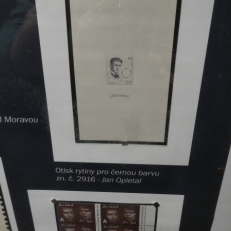 Moravou
Otisk rytiny pro černou barvu
zn. č. 2916 - Jan Opletal